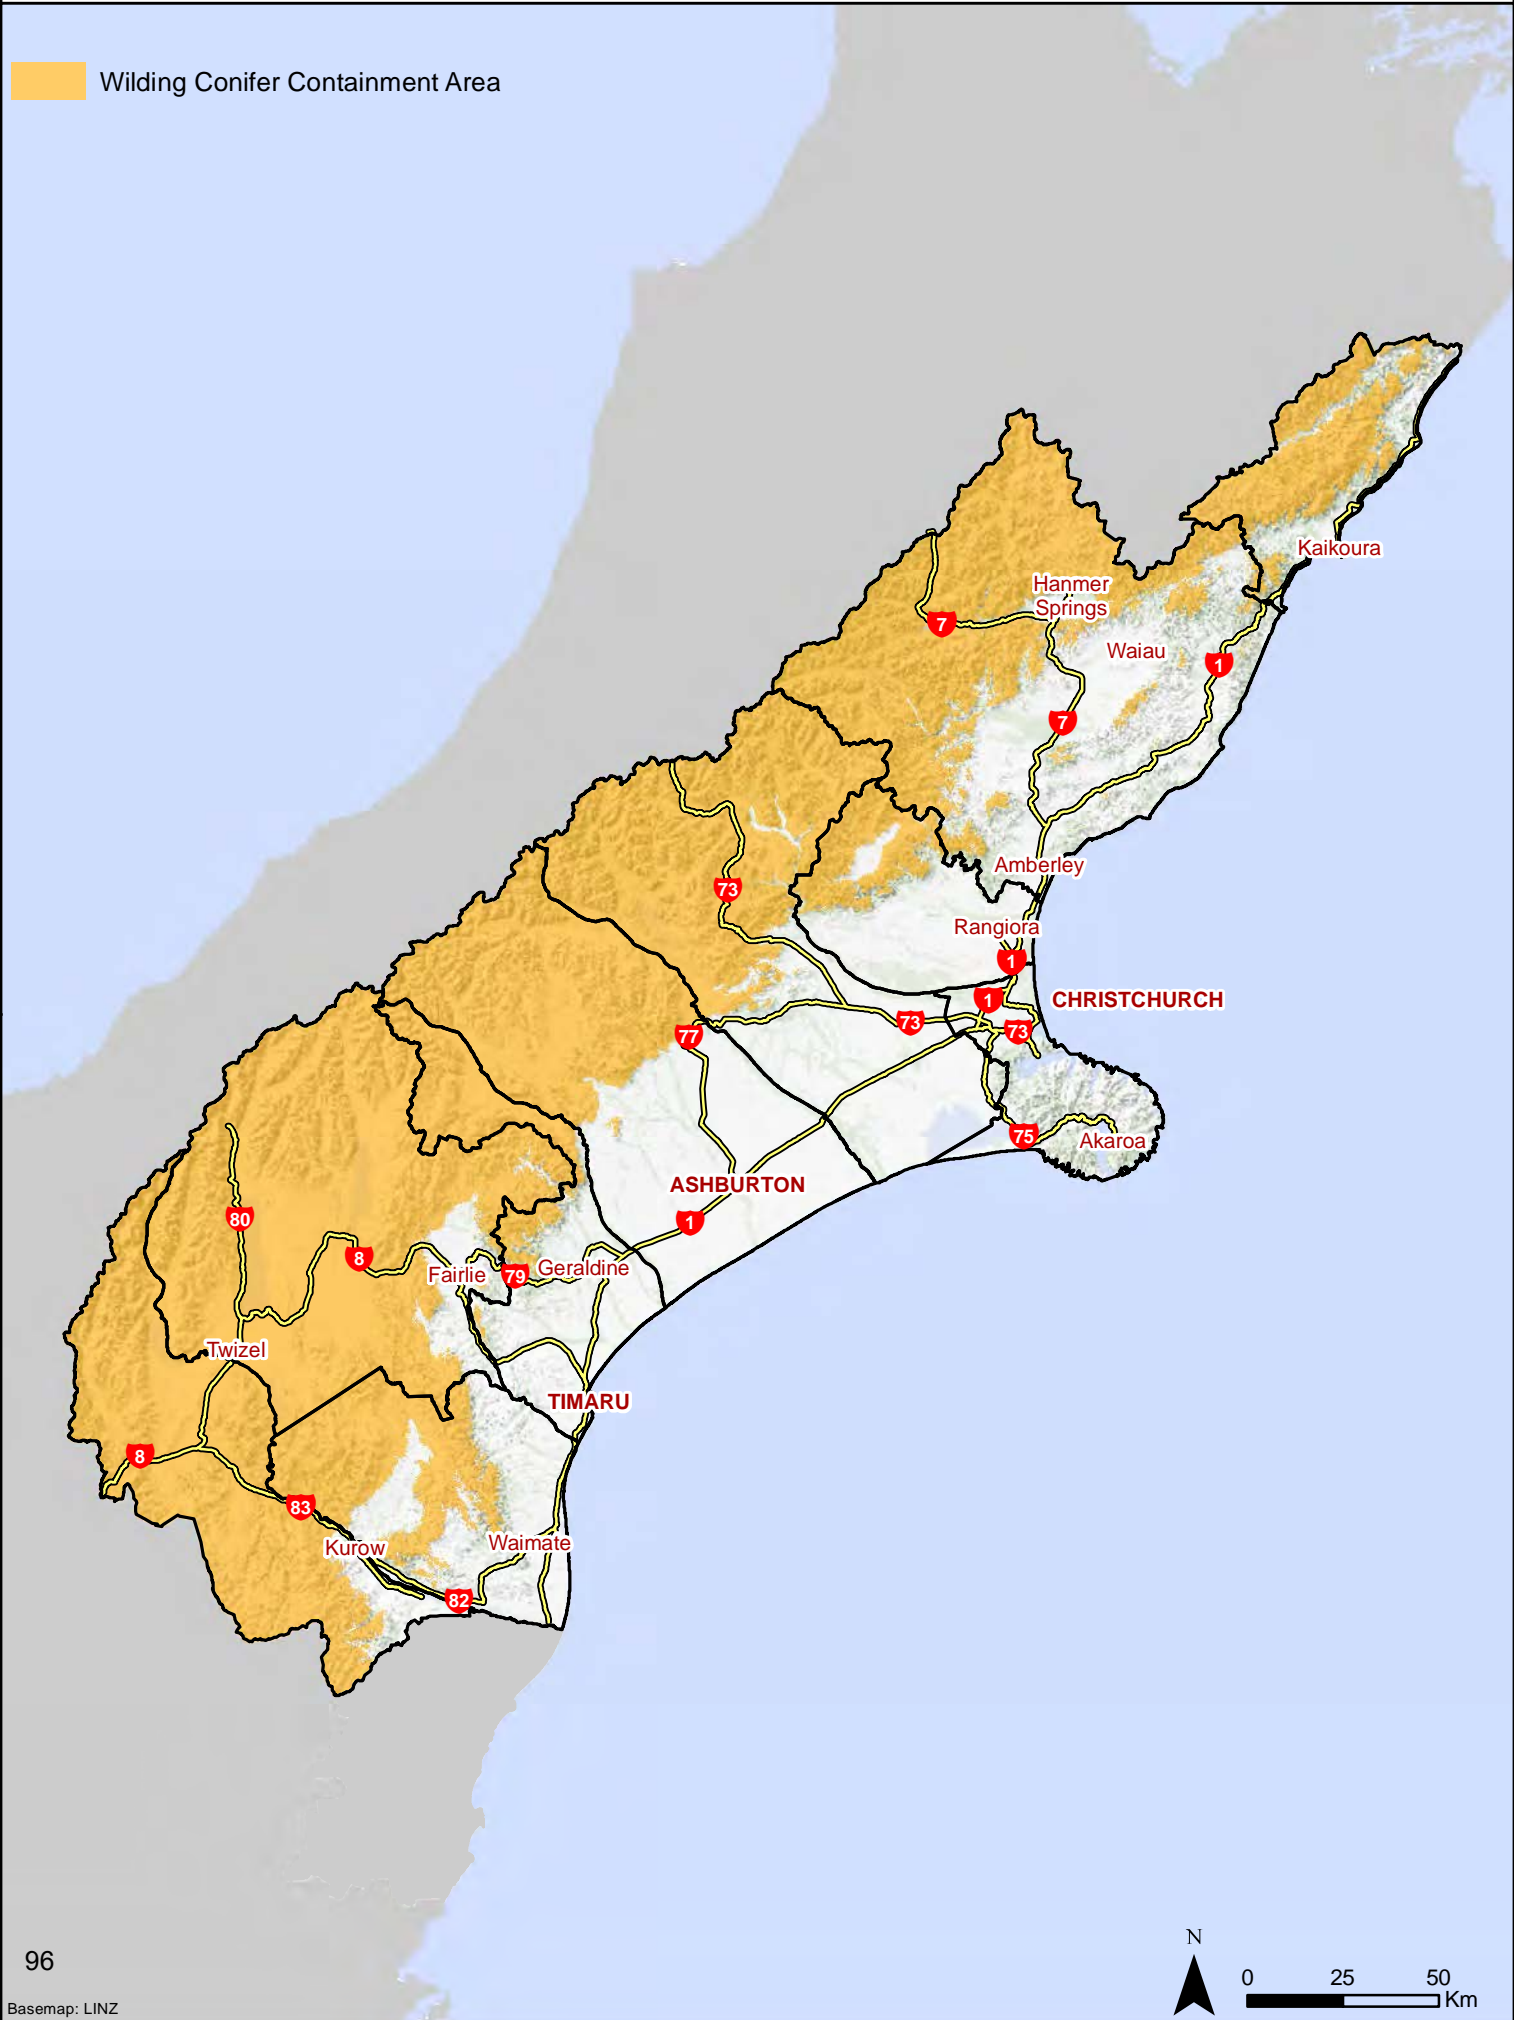 Wilding Conifer Containment Area
Kaikoura
Hanmer
Springs
7
Waiau
1
7
Amberley
73
Rangiora
1
1
CHRISTCHURCH
73
73
77
75
Akaroa
ASHBURTON
80
1
8
Fairlie
79
Geraldine
Twizel
TIMARU
8
83
Kurow
Waimate
82
N
96
0 25 50
Km
Basemap: LINZ